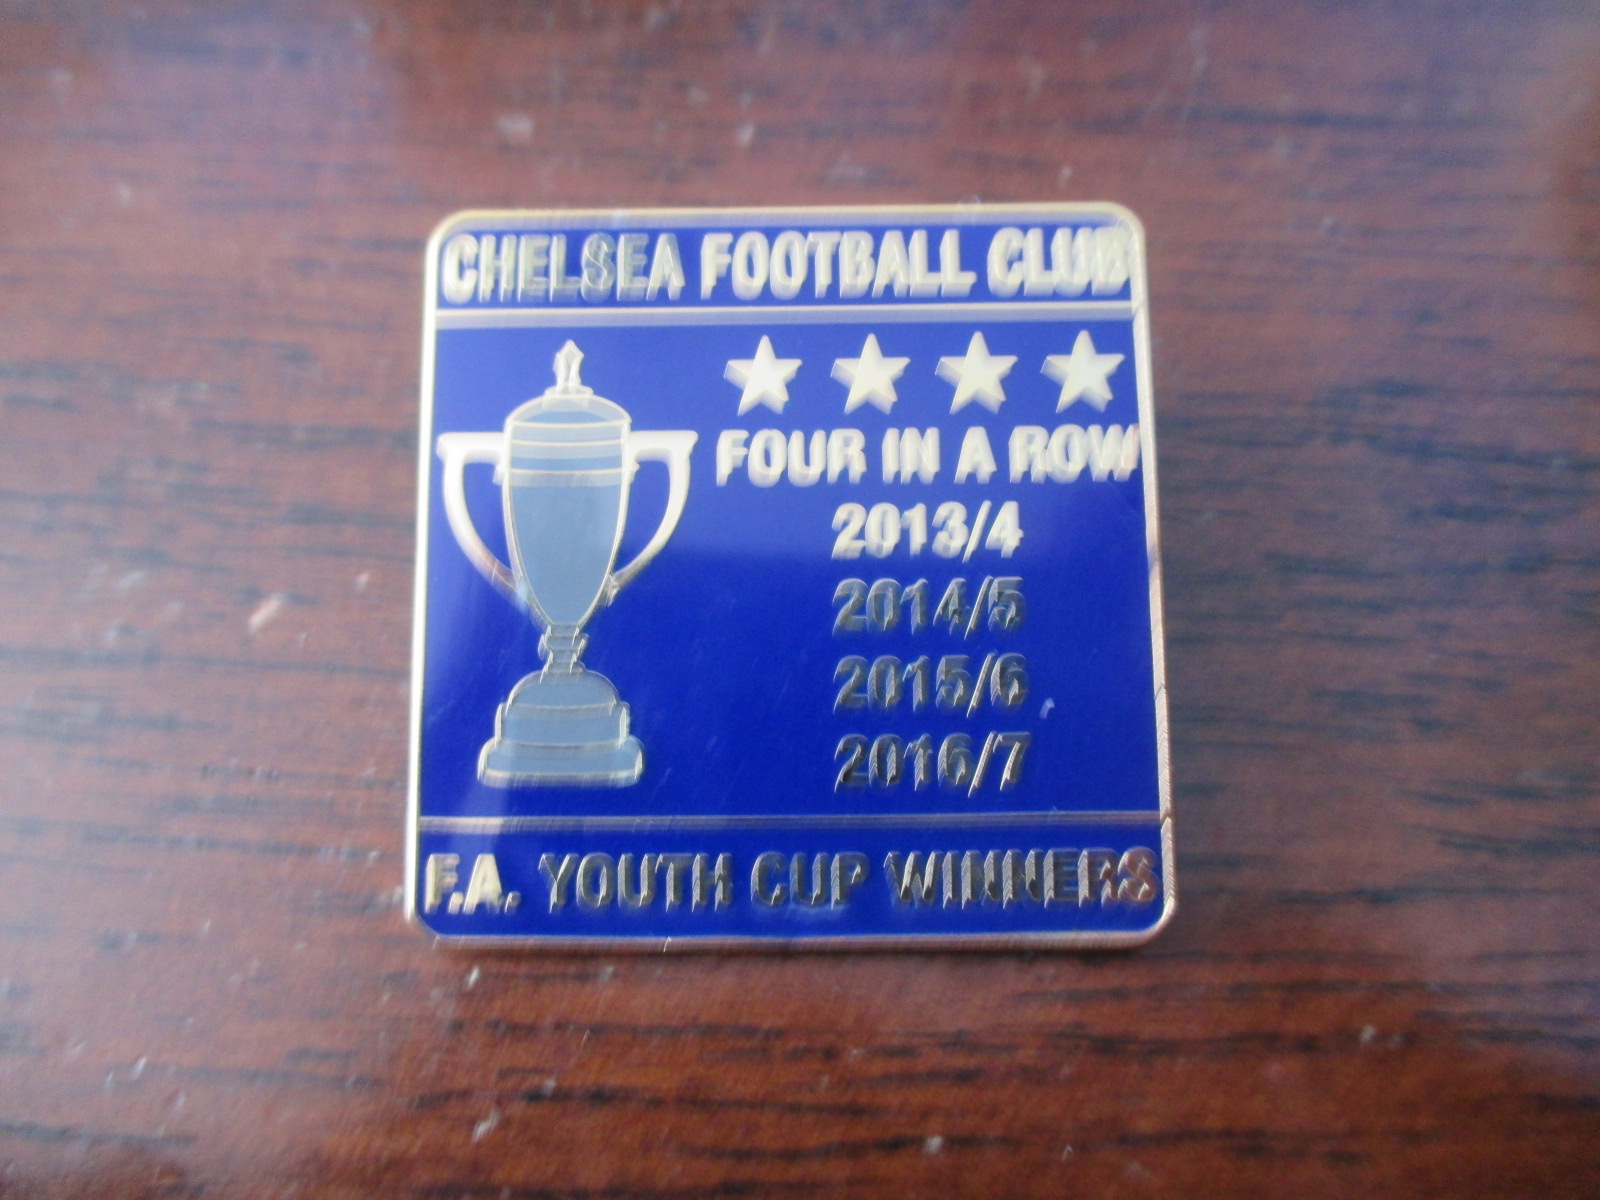 CHELSEA FOOTBALL CLUB
FOUR IN A ROW
2013/4
2014/5
2015/6
2016/7
F.A. YOUTH CUP WINNERS